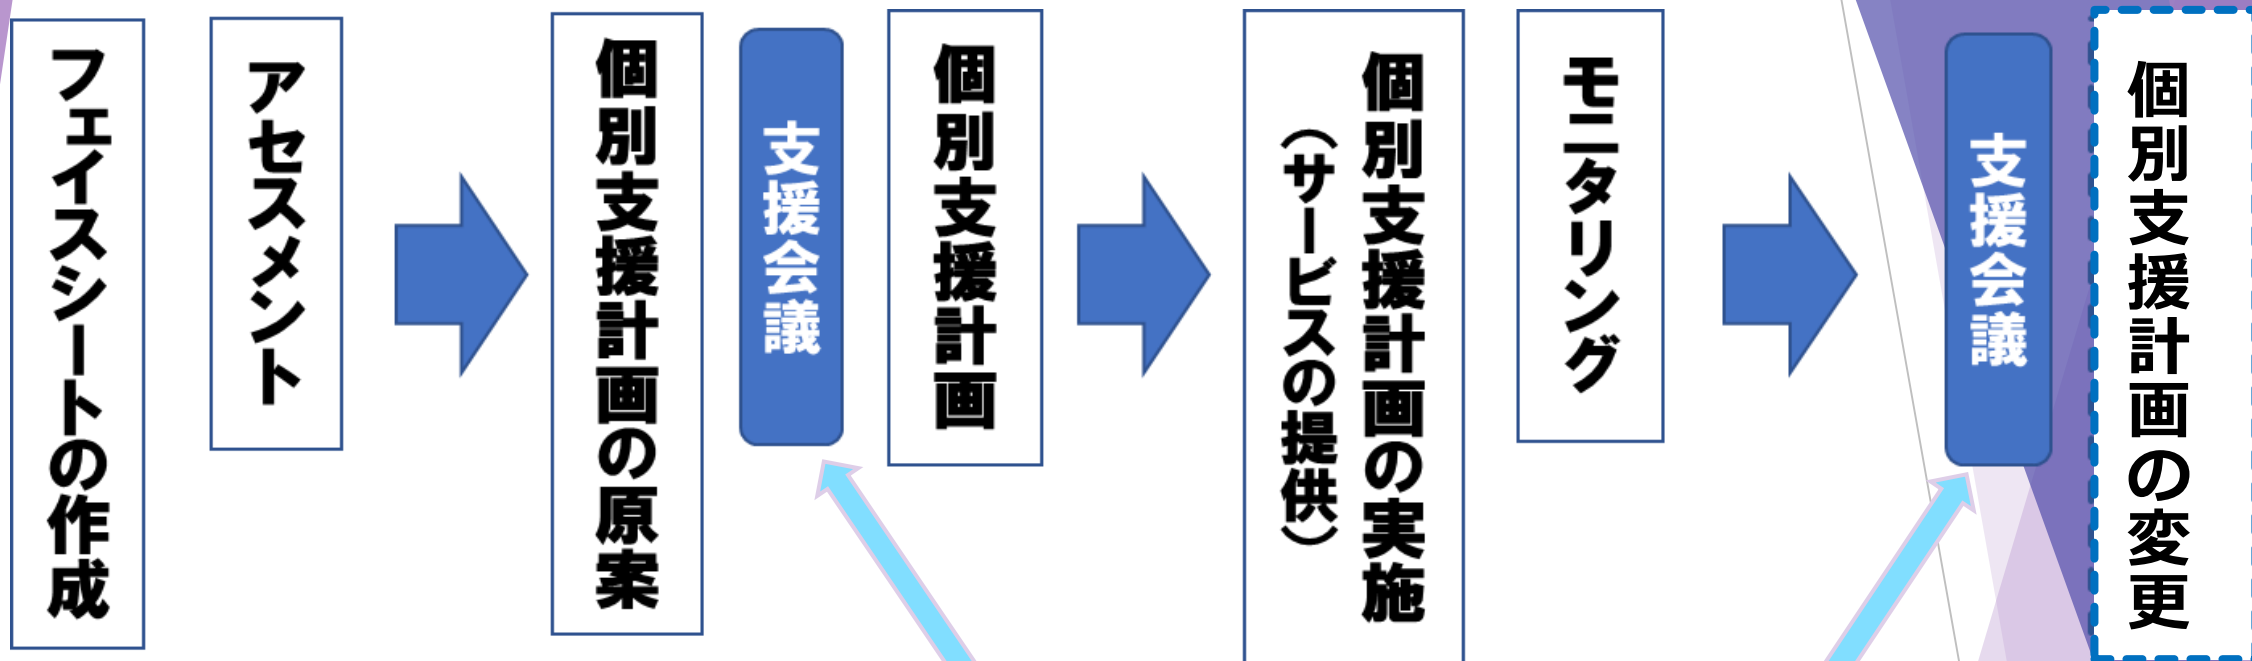 フェイスシートの作成
アセスメント
個別支援計画の原案
支援会議
個別支援計画
個別支援計画の実施
（サービスの提供）
モニタリング
支援会議
個別支援計画の変更